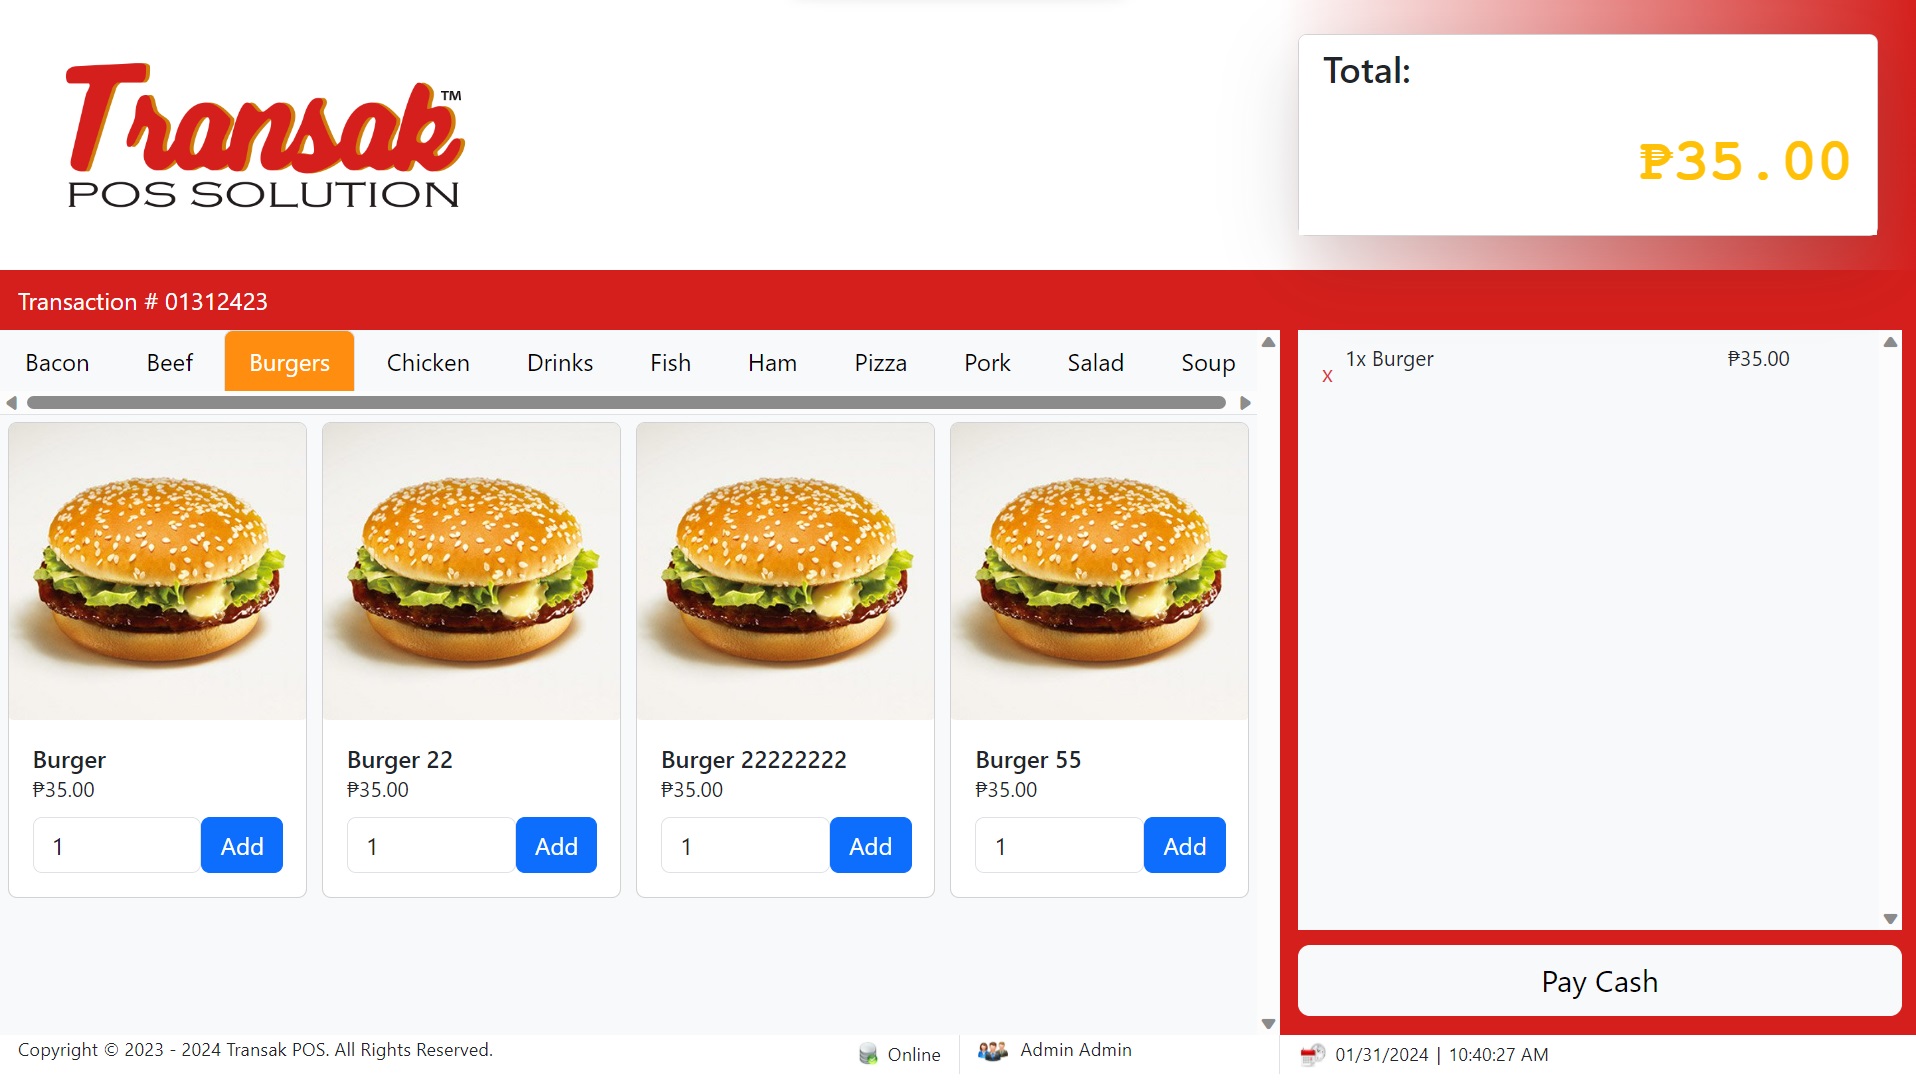 Transak™
POS SOLUTION
Total:
₱35.00
Transaction # 01312423
Bacon Beef Burgers Chicken Drinks Fish Ham Pizza Pork Salad Soup
x 1x Burger ₱35.00
Burger
₱35.00
1 Add
Burger 22
₱35.00
1 Add
Burger 22222222
₱35.00
1 Add
Burger 55
₱35.00
1 Add
Pay Cash
Copyright © 2023 - 2024 Transak POS. All Rights Reserved.
Online
Admin Admin
01/31/2024 | 10:40:27 AM